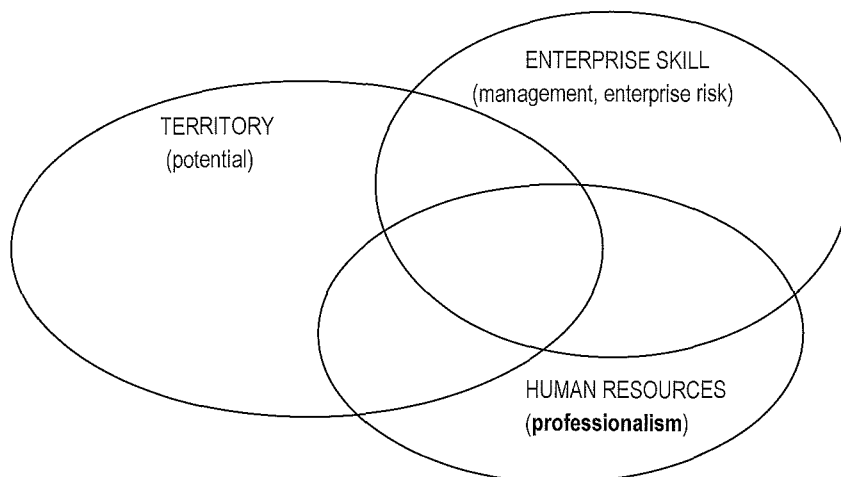 ENTERPRISE SKILL
(management, enterprise risk)
TERRITORY
(potential)
HUMAN RESOURCES
(professionalism)